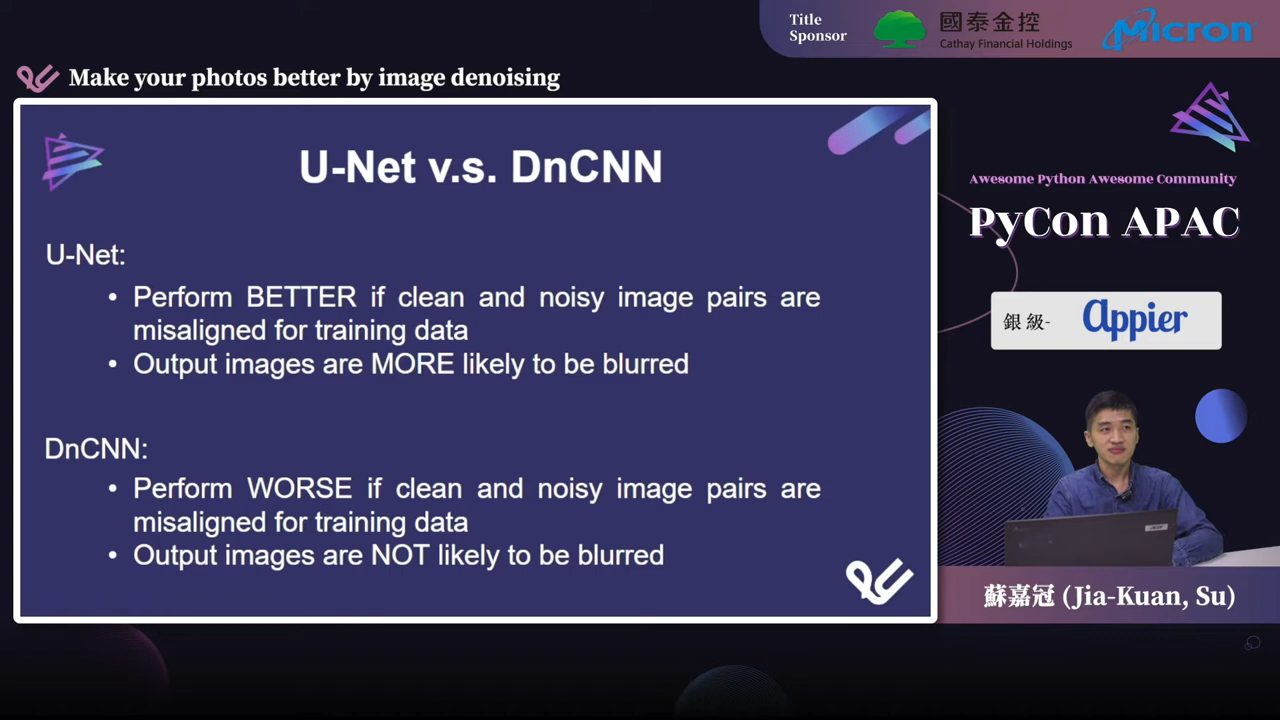 Title
Sponsor
國泰金控
Cathay Financial Holdings
Micron
Make your photos better by image denoising
U-Net v.s. DnCNN
U-Net:
• Perform BETTER if clean and noisy image pairs are
misaligned for training data
• Output images are MORE likely to be blurred
DnCNN:
• Perform WORSE if clean and noisy image pairs are
misaligned for training data
• Output images are NOT likely to be blurred
Awesome Python Awesome Community
PyCon APAC
銀級-
appier
acer
蘇嘉冠 (Jia-Kuan, Su)